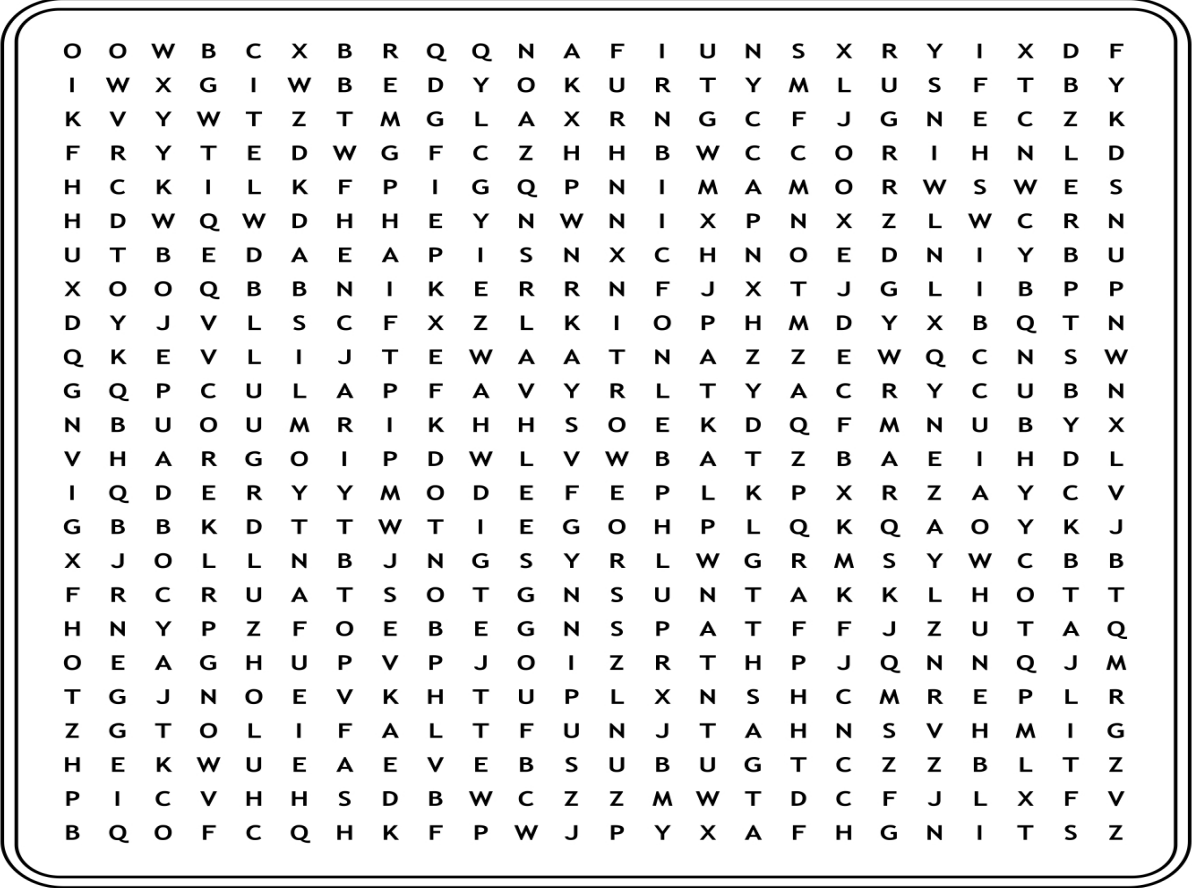 O O W B C X B R Q Q N A F I U N S X R Y I X D F
I W X G I W B E D Y O K U R T Y M L U S F T B Y
K V Y W T Z T M G L A X R N G C F J G N E C Z K
F R Y T E D W G F C Z H H B W C C O R I H N L D
H C K I L K F P I G Q P N I M A M O R W S W E S
H D W Q W D H H E Y N W N I X P N X Z L W C R N
U T B E D A E A P I S N X C H N O E D N I Y B U
X O O Q B B N I K E R R N F J X T J G L I B P P
D Y J V L S C F X Z L K I O P H M D Y X B Q T N
Q K E V L I J T E W A A T N A Z Z E W Q C N S W
G Q P C U L A P F A V Y R L T Y A C R Y C U B N
N B U O U M R I K H H S O E K D Q F M N U B Y X
V H A R G O I P D W L V W B A T Z B A E I H D L
I Q D E R Y Y M O D E F E P L K P X R Z A Y C V
G B B K D T T W T I E G O H P L Q K Q A O Y K J
X J O L L N B J N G S Y R L W G R M S Y W C B B
F R C R U A T S O T G N S U N T A K K L H O T T
H N Y P Z F O E B E G N S P A T F F J Z U T A Q
O E A G H U P V P J O I Z R T H P J Q N N Q J M
T G J N O E V K H T U P L X N S H C M R E P L R
Z G T O L I F A L T F U N J T A H N S V H M I G
H E K W U E A E V E B S U B U G T C Z Z B L T Z
P I C V H H S D B W C Z Z M W T D C F J L X F V
B Q O F C Q H K F P W J P Y X A F H G N I T S Z